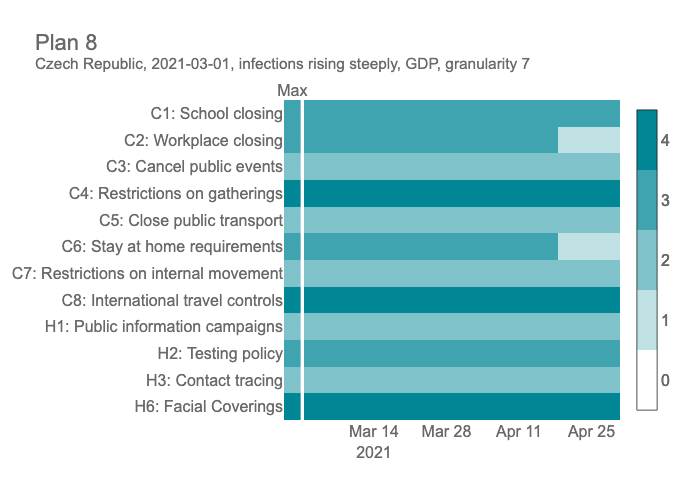 Plan 8
Czech Republic, 2021-03-01, infections rising steeply, GDP, granularity 7
Max
C1: School closing
C2: Workplace closing
C3: Cancel public events
C4: Restrictions on gatherings
C5: Close public transport
C6: Stay at home requirements
C7: Restrictions on internal movement
C8: International travel controls
H1: Public information campaigns
H2: Testing policy
H3: Contact tracing
H6: Facial Coverings
4
3
2
1
0
Mar 14 Mar 28 Apr 11 Apr 25
2021